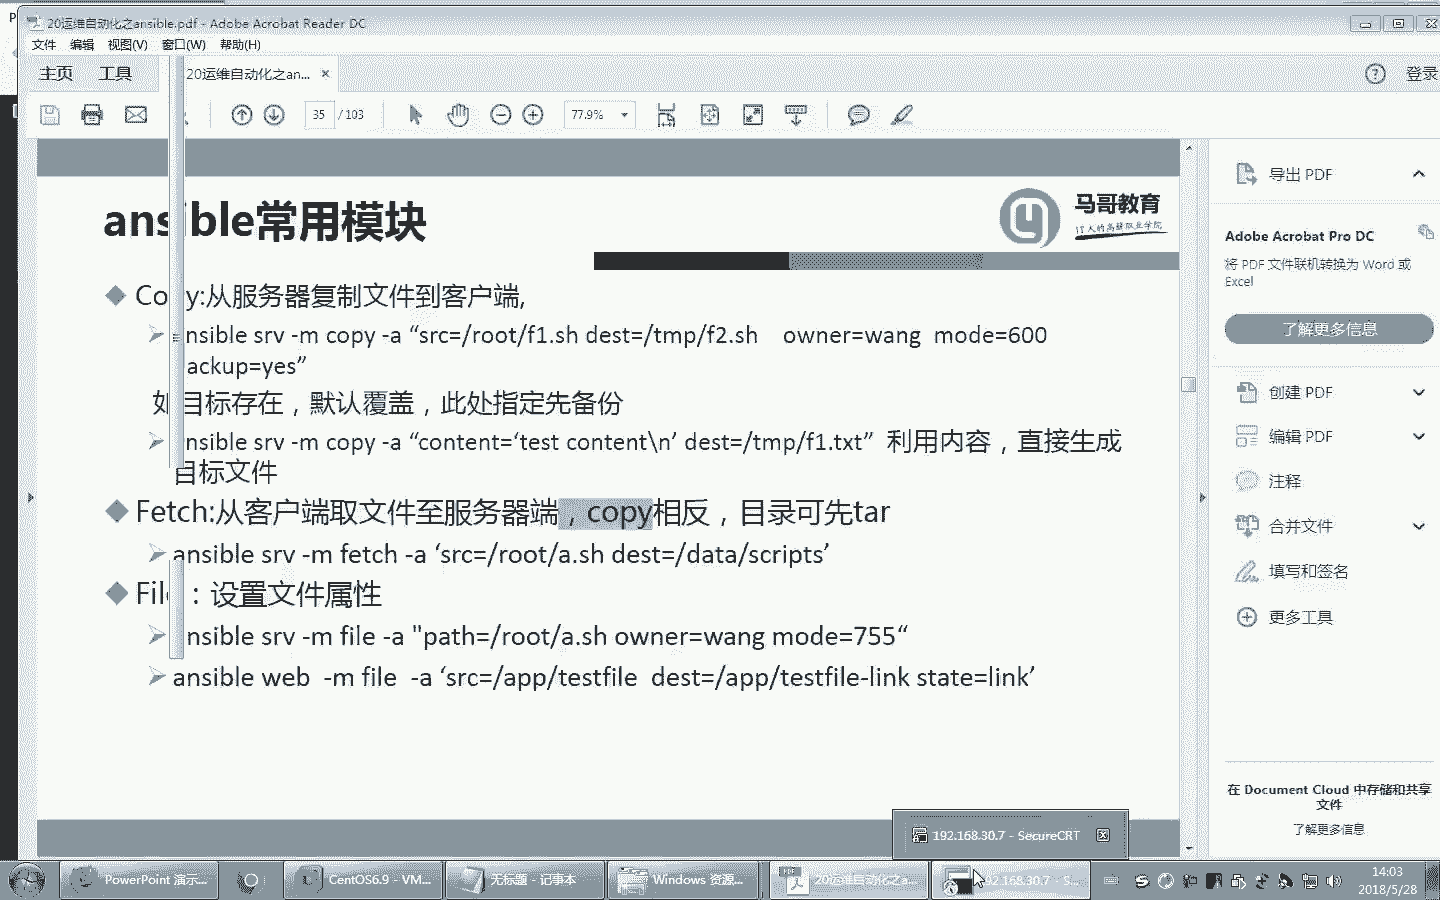 20运维自动化之ansible.pdf - Adobe Acrobat Reader DC
文件 编辑 视图(V) 窗口(W) 帮助(H)
主页 工具 20运维自动化之an... × 登录
35 / 103 77.9%
ansible常用模块
马哥教育
IT人的高薪职业学院
Copy:从服务器复制文件到客户端,
ansible srv -m copy -a “src=/root/f1.sh dest=/tmp/f2.sh owner=wang mode=600
ackup=yes”
如目标存在，默认覆盖，此处指定先备份
ansible srv -m copy -a “content=‘test content\n’ dest=/tmp/f1.txt” 利用内容，直接生成
目标文件
Fetch:从客户端取文件至服务器端，copy相反，目录可先tar
ansible srv -m fetch -a ‘src=/root/a.sh dest=/data/scripts’
File：设置文件属性
ansible srv -m file -a "path=/root/a.sh owner=wang mode=755“
ansible web -m file -a ‘src=/app/testfile dest=/app/testfile-link state=link’
导出 PDF
Adobe Acrobat Pro DC
将 PDF 文件联机转换为 Word 或
Excel
了解更多信息
创建 PDF
编辑 PDF
注释
合并文件
填写和签名
更多工具
在 Document Cloud 中存储和共享
文件
了解更多信息
192.168.30.7 - SecureCRT
PowerPoint 演示... CentOS6.9 - VM... 无标题 - 记事本 Windows 资源... 20运维自动化之a... 192.168.30.7 - S...
14:03
2018/5/28